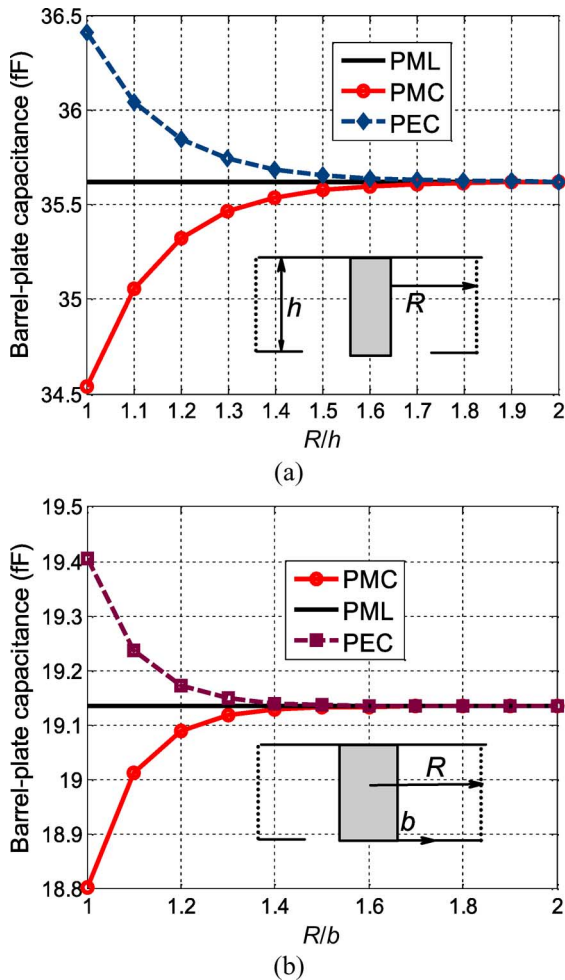 36.5
36
35.5
35
34.5
Barrel-plate capacitance (fF)
PML
PMC
PEC
h
R
1 1.1 1.2 1.3 1.4 1.5 1.6 1.7 1.8 1.9 2
R/h
(a)
19.5
19.4
19.3
19.2
19.1
19
18.9
18.8
Barrel-plate capacitance (fF)
PMC
PML
PEC
R
b
1 1.2 1.4 1.6 1.8 2
R/b
(b)